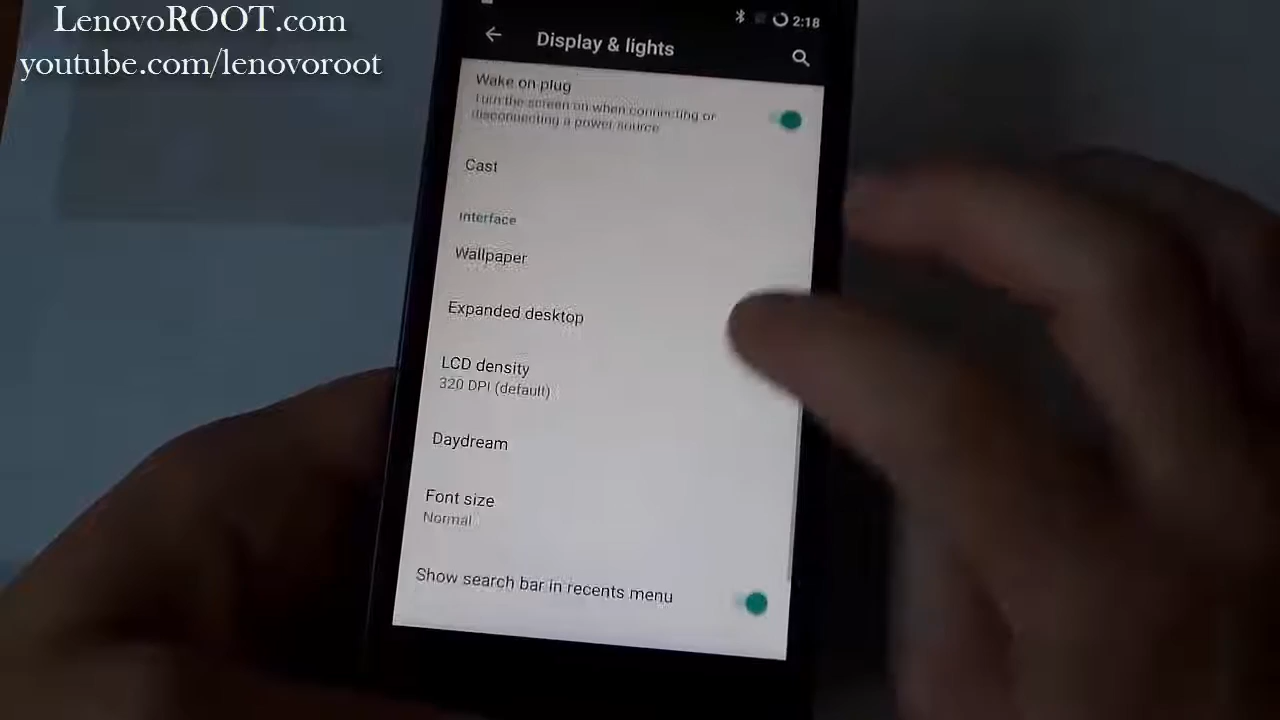 LenovoROOT.com
youtube.com/lenovoroot
2:18
Display & lights
Wake on plug
Turn the screen on when connecting or
disconnecting a power source
Cast
Interface
Wallpaper
Expanded desktop
LCD density
320 DPI (default)
Daydream
Font size
Normal
Show search bar in recents menu